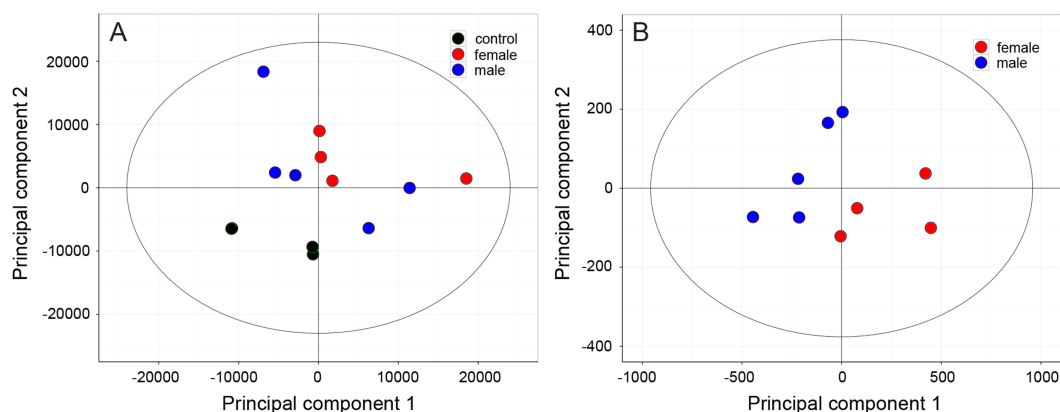 A
control
female
male
20000
10000
0
-10000
-20000
Principal component 2
-20000
-10000
0
10000
20000
Principal component 1
B
female
male
400
200
0
-200
-400
Principal component 2
-1000
-500
0
500
1000
Principal component 1